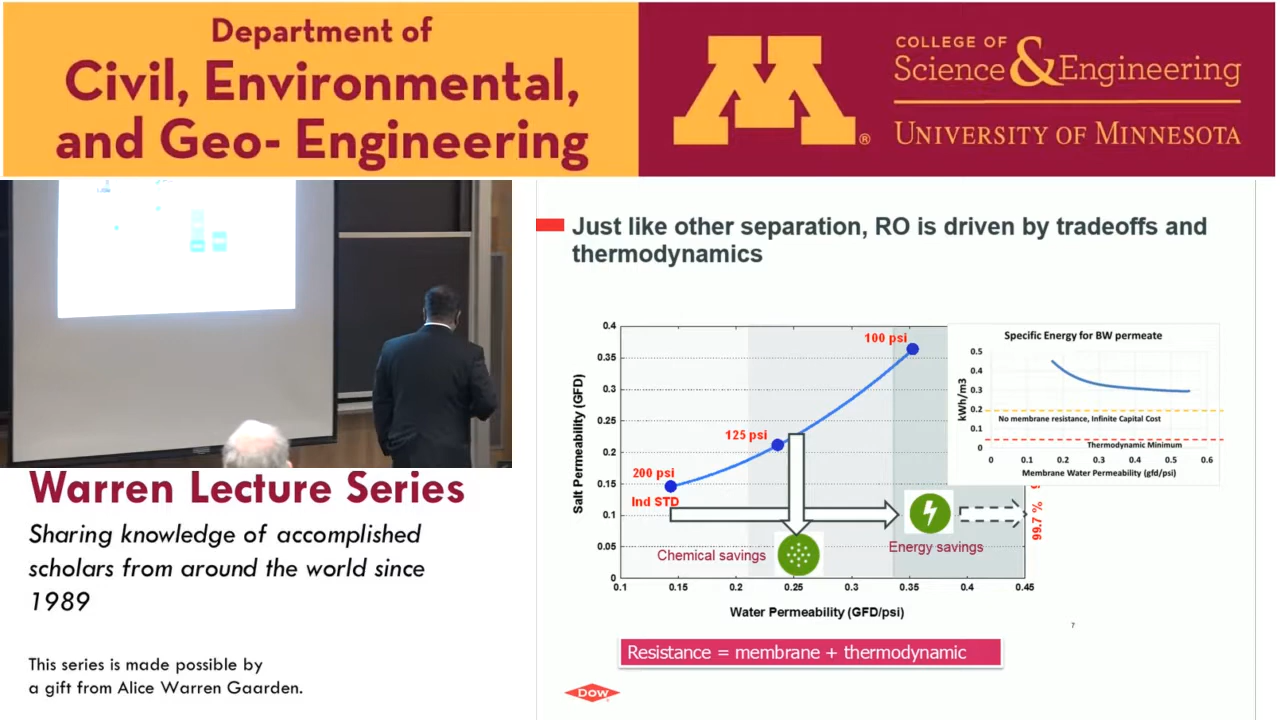 Department of
Civil, Environmental,
and Geo- Engineering
COLLEGE OF
Science & Engineering
UNIVERSITY OF MINNESOTA
®
Warren Lecture Series
Sharing knowledge of accomplished
scholars from around the world since
1989
This series is made possible by
a gift from Alice Warren Gaarden.
Just like other separation, RO is driven by tradeoffs and
thermodynamics
Salt Permeability (GFD)
0.4
0.35
0.3
0.25
0.2
0.15
0.1
0.05
0
100 psi
125 psi
200 psi
Ind STD
Chemical savings
Energy savings
99.7 %
0.1 0.15 0.2 0.25 0.3 0.35 0.4 0.45
Water Permeability (GFD/psi)
Specific Energy for BW permeate
kWh/m3
0.5
0.4
0.3
0.2
No membrane resistance, Infinite Capital Cost
0.1
Thermodynamic Minimum
0
0 0.1 0.2 0.3 0.4 0.5 0.6
Membrane Water Permeability (gfd/psi)
7
Resistance = membrane + thermodynamic
Dow